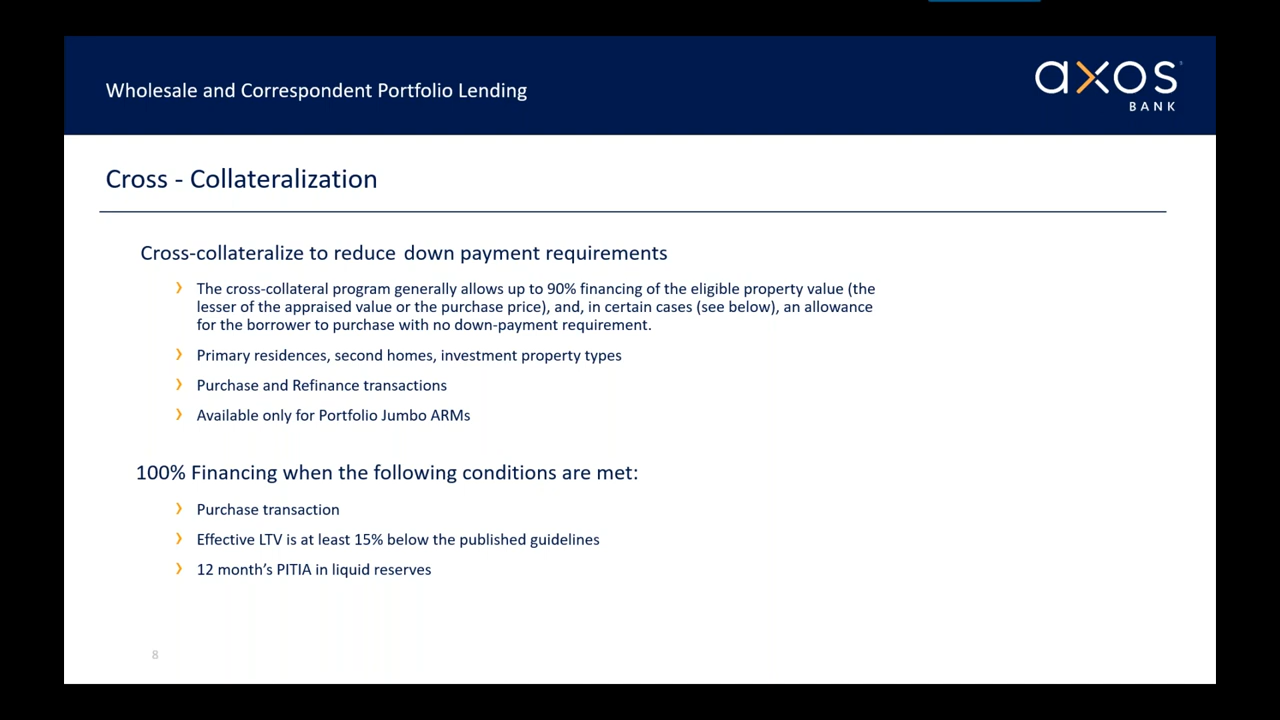 Wholesale and Correspondent Portfolio Lending
axos
BANK
Cross - Collateralization
Cross-collateralize to reduce down payment requirements
❯ The cross-collateral program generally allows up to 90% financing of the eligible property value (the
lesser of the appraised value or the purchase price), and, in certain cases (see below), an allowance
for the borrower to purchase with no down-payment requirement.
❯ Primary residences, second homes, investment property types
❯ Purchase and Refinance transactions
❯ Available only for Portfolio Jumbo ARMs
100% Financing when the following conditions are met:
❯ Purchase transaction
❯ Effective LTV is at least 15% below the published guidelines
❯ 12 month’s PITIA in liquid reserves
8